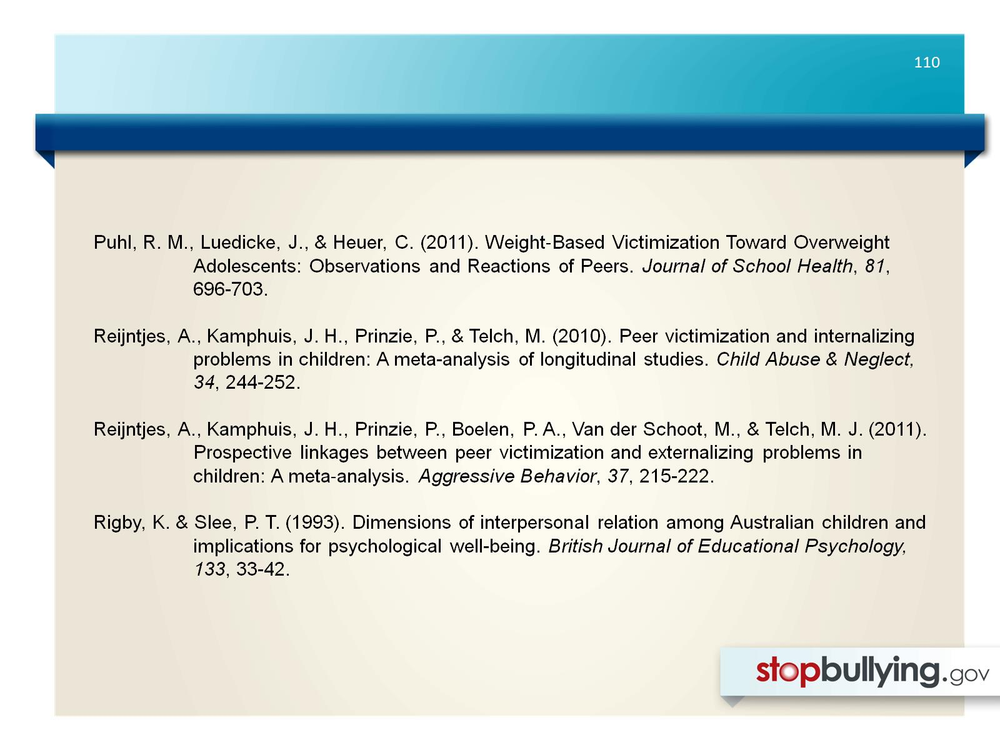 110
Puhl, R. M., Luedicke, J., & Heuer, C. (2011). Weight-Based Victimization Toward Overweight
Adolescents: Observations and Reactions of Peers. Journal of School Health, 81,
696-703.
Reijntjes, A., Kamphuis, J. H., Prinzie, P., & Telch, M. (2010). Peer victimization and internalizing
problems in children: A meta-analysis of longitudinal studies. Child Abuse & Neglect,
34, 244-252.
Reijntjes, A., Kamphuis, J. H., Prinzie, P., Boelen, P. A., Van der Schoot, M., & Telch, M. J. (2011).
Prospective linkages between peer victimization and externalizing problems in
children: A meta-analysis. Aggressive Behavior, 37, 215-222.
Rigby, K. & Slee, P. T. (1993). Dimensions of interpersonal relation among Australian children and
implications for psychological well-being. British Journal of Educational Psychology,
133, 33-42.
stopbullying.gov